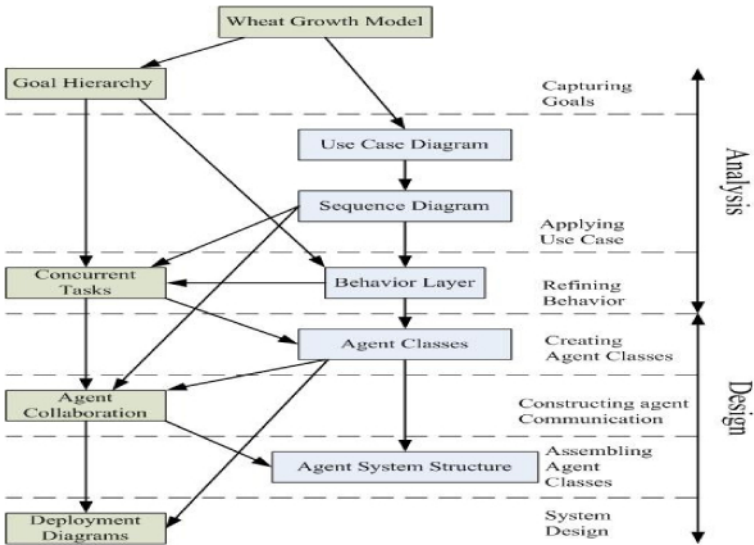 Wheat Growth Model
Goal Hierarchy
Capturing
Goals
Use Case Diagram
Sequence Diagram
Applying
Use Case
Analysis
Concurrent
Tasks
Behavior Layer
Refining
Behavior
Agent Classes
Creating
Agent Classes
Agent
Collaboration
Constructing agent
Communication
Design
Agent System Structure
Assembling
Agent
Classes
Deployment
Diagrams
System
Design